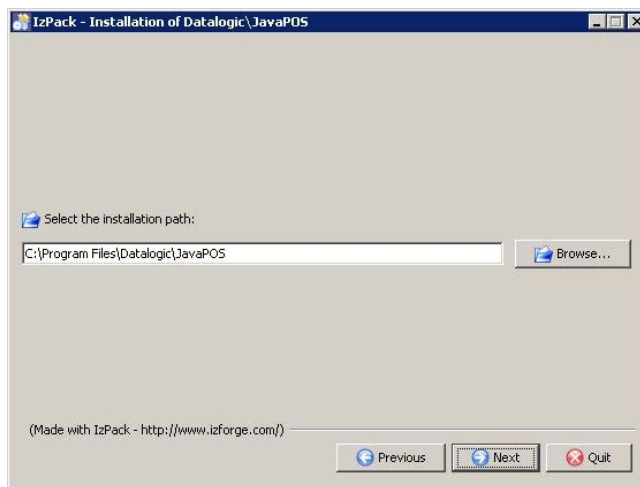 IzPack - Installation of Datalogic\JavaPOS
Select the installation path:
C:\Program Files\Datalogic\JavaPOS
Browse...
(Made with IzPack - http://www.izforge.com/)
Previous
Next
Quit